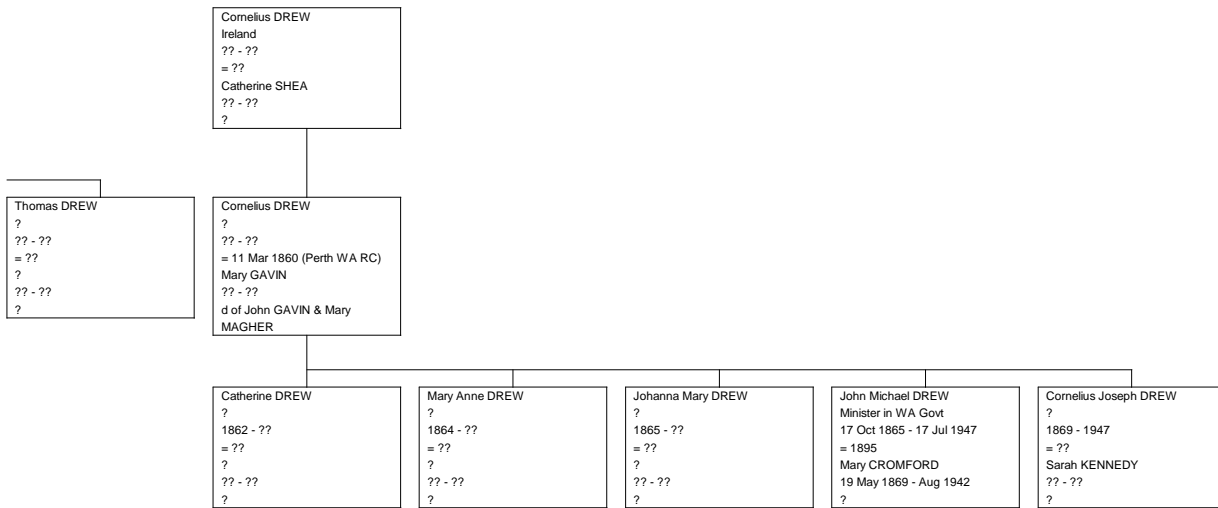 Cornelius DREW
Ireland
?? - ??
= ??
Catherine SHEA
?? - ??
?
Thomas DREW
?
?? - ??
= ??
?
?? - ??
?
Cornelius DREW
?
?? - ??
= 11 Mar 1860 (Perth WA RC)
Mary GAVIN
?? - ??
d of John GAVIN & Mary
MAGHER
Catherine DREW
?
1862 - ??
= ??
?
?? - ??
?
Mary Anne DREW
?
1864 - ??
= ??
?
?? - ??
?
Johanna Mary DREW
?
1865 - ??
= ??
?
?? - ??
?
John Michael DREW
Minister in WA Govt
17 Oct 1865 - 17 Jul 1947
= 1895
Mary CROMFORD
19 May 1869 - Aug 1942
?
Cornelius Joseph DREW
?
1869 - 1947
= ??
Sarah KENNEDY
?? - ??
?